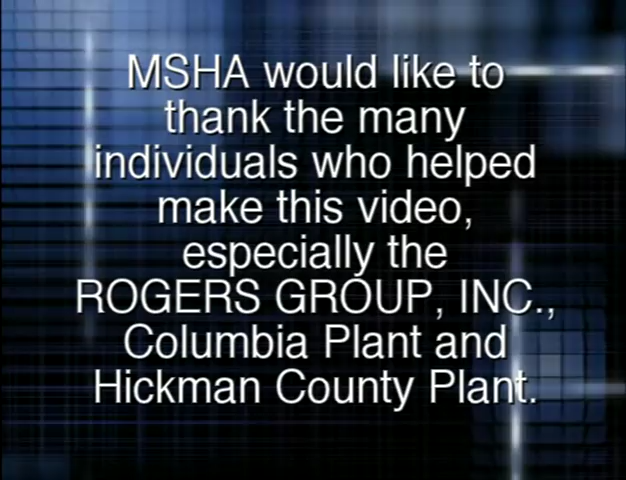 MSHA would like to
thank the many
individuals who helped
make this video,
especially the
ROGERS GROUP, INC.,
Columbia Plant and
Hickman County Plant.